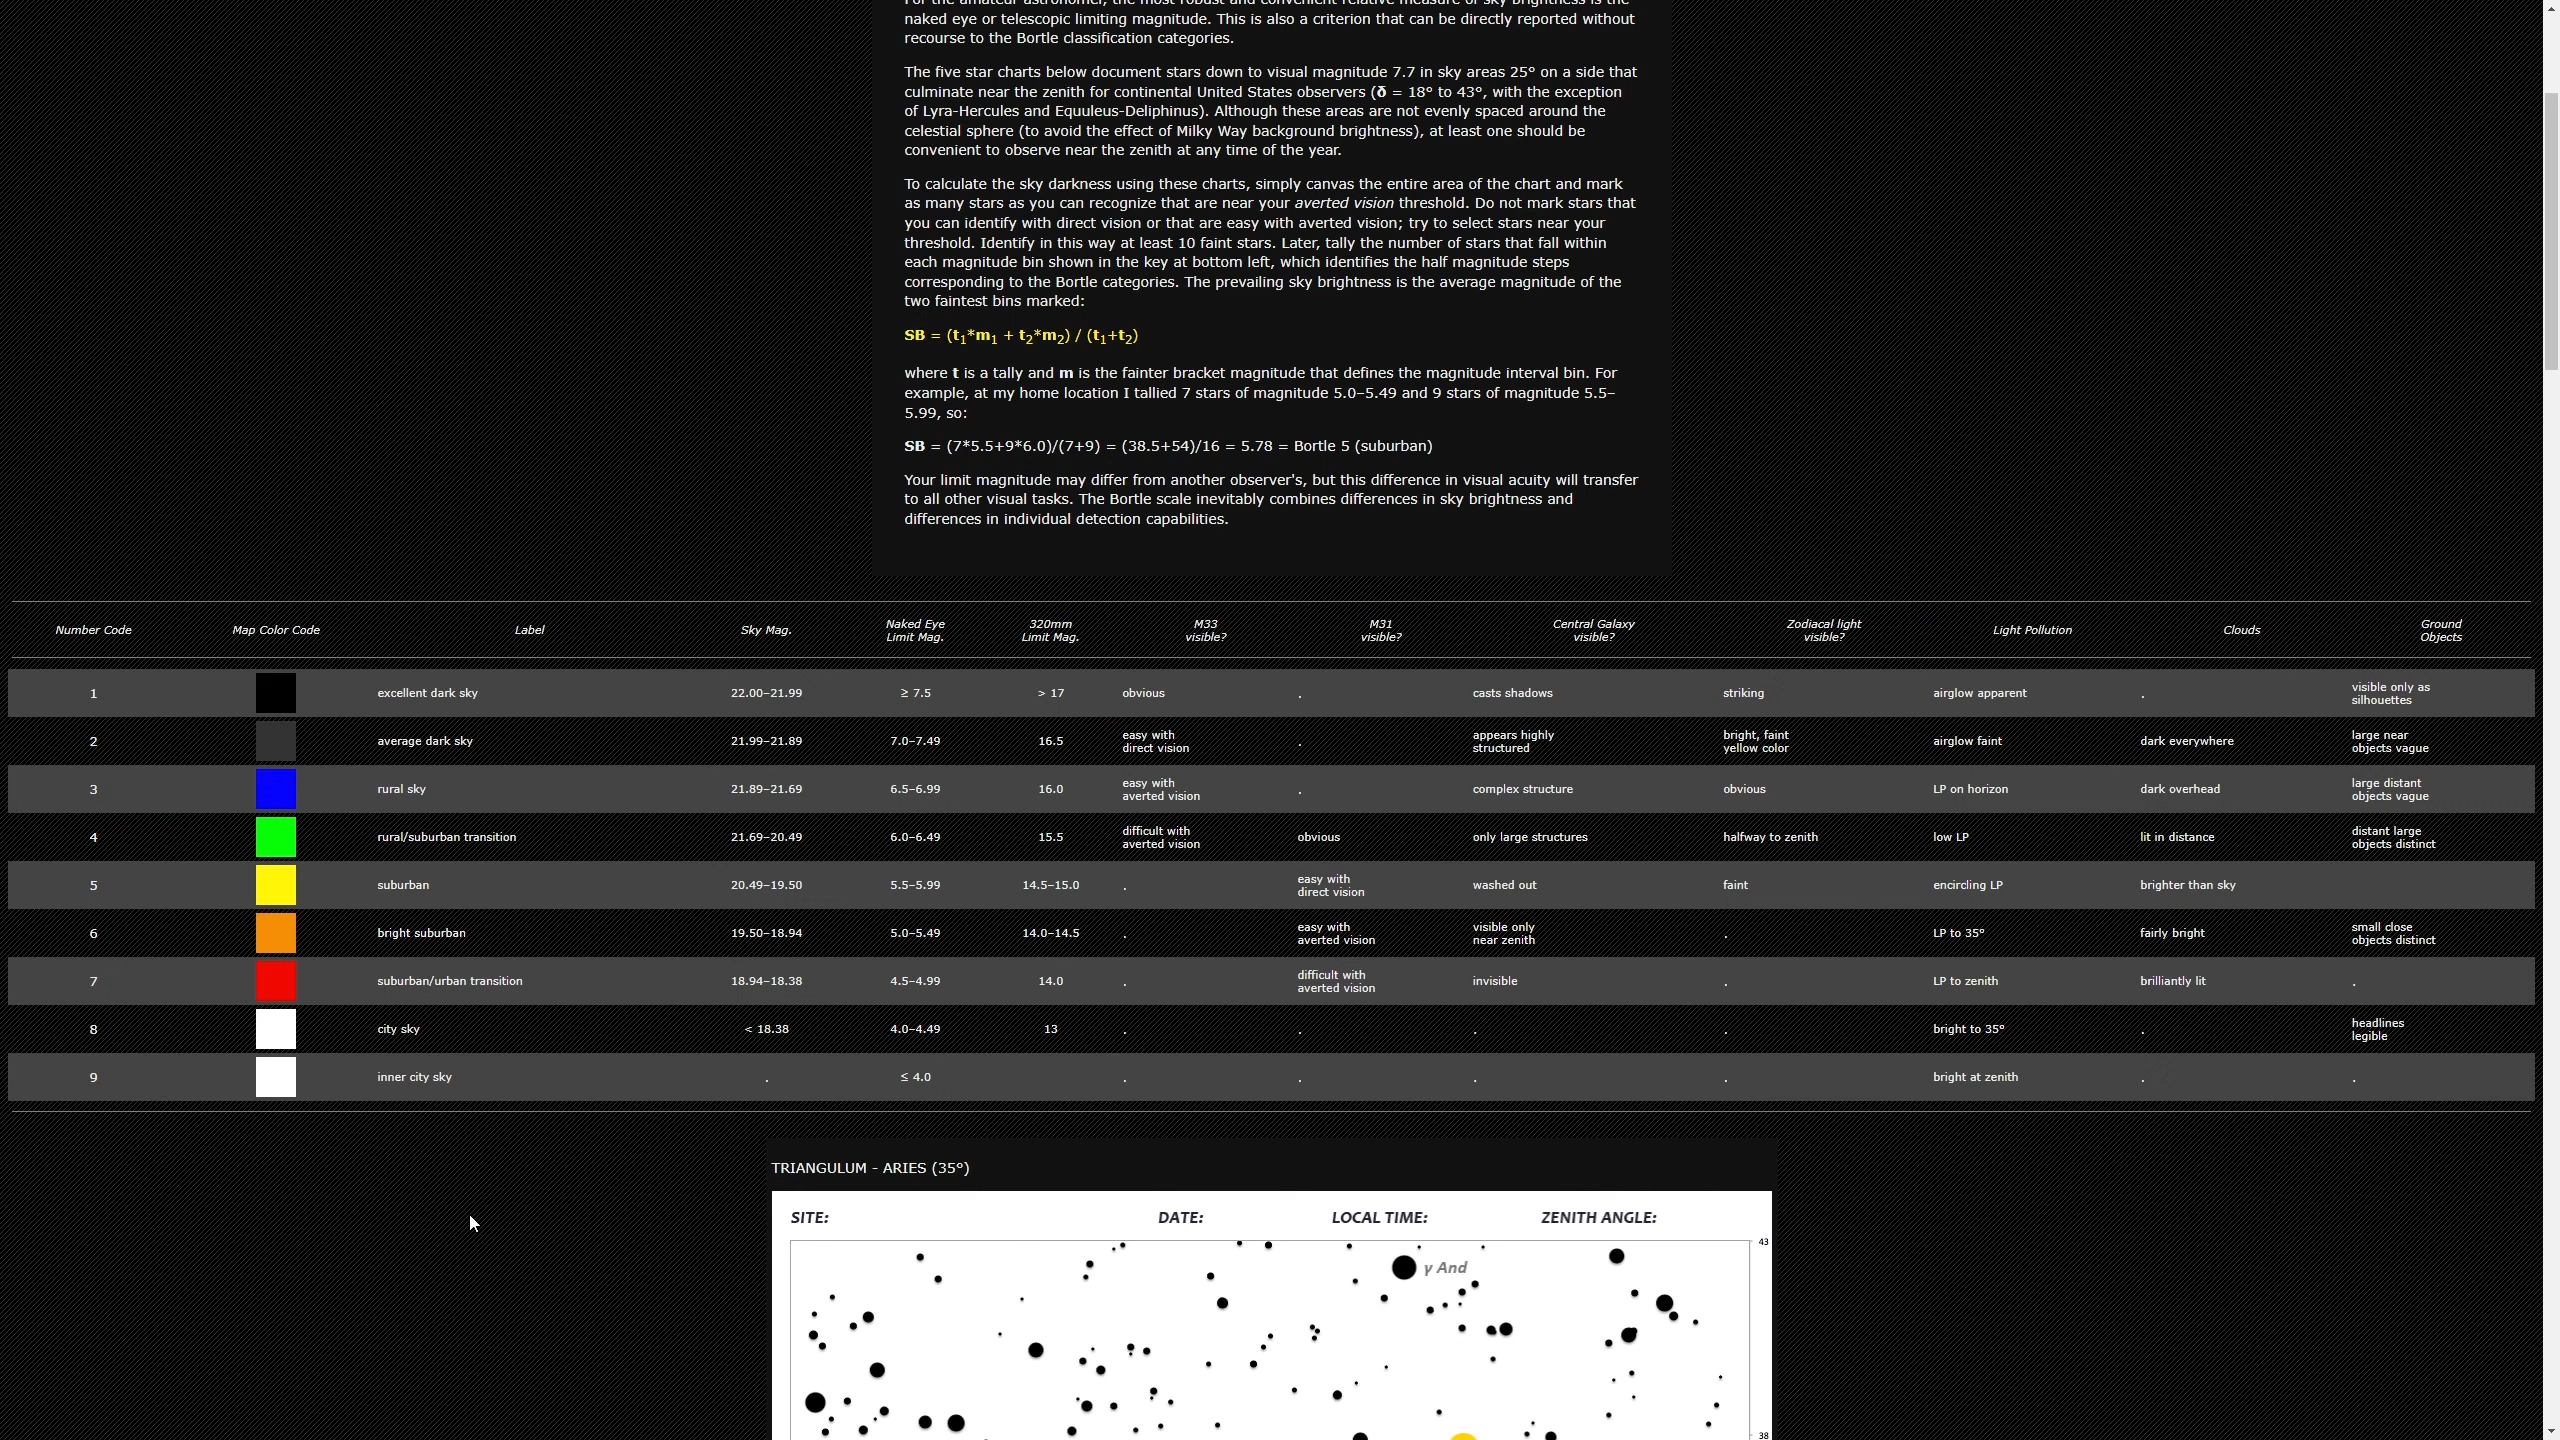 For the amateur astronomer, the most robust and convenient relative measure of sky brightness is the
naked eye or telescopic limiting magnitude. This is also a criterion that can be directly reported without
recourse to the Bortle classification categories.
The five star charts below document stars down to visual magnitude 7.7 in sky areas 25° on a side that
culminate near the zenith for continental United States observers (δ = 18° to 43°, with the exception
of Lyra-Hercules and Equuleus-Deliphinus). Although these areas are not evenly spaced around the
celestial sphere (to avoid the effect of Milky Way background brightness), at least one should be
convenient to observe near the zenith at any time of the year.
To calculate the sky darkness using these charts, simply canvas the entire area of the chart and mark
as many stars as you can recognize that are near your averted vision threshold. Do not mark stars that
you can identify with direct vision or that are easy with averted vision; try to select stars near your
threshold. Identify in this way at least 10 faint stars. Later, tally the number of stars that fall within
each magnitude bin shown in the key at bottom left, which identifies the half magnitude steps
corresponding to the Bortle categories. The prevailing sky brightness is the average magnitude of the
two faintest bins marked:
SB = (t1*m1 + t2*m2) / (t1+t2)
where t is a tally and m is the fainter bracket magnitude that defines the magnitude interval bin. For
example, at my home location I tallied 7 stars of magnitude 5.0–5.49 and 9 stars of magnitude 5.5–
5.99, so:
SB = (7*5.5+9*6.0)/(7+9) = (38.5+54)/16 = 5.78 = Bortle 5 (suburban)
Your limit magnitude may differ from another observer's, but this difference in visual acuity will transfer
to all other visual tasks. The Bortle scale inevitably combines differences in sky brightness and
differences in individual detection capabilities.
Number Code Map Color Code Label Sky Mag. Naked Eye Limit Mag. 320mm Limit Mag. M33 visible? M31 visible? Central Galaxy visible? Zodiacal light visible? Light Pollution Clouds Ground Objects
1 excellent dark sky 22.00–21.99 ≥ 7.5 > 17 obvious . casts shadows striking airglow apparent . visible only as silhouettes
2 average dark sky 21.99–21.89 7.0–7.49 16.5 easy with direct vision . appears highly structured bright, faint yellow color airglow faint dark everywhere large near objects vague
3 rural sky 21.89–21.69 6.5–6.99 16.0 easy with averted vision . complex structure obvious LP on horizon dark overhead large distant objects vague
4 rural/suburban transition 21.69–20.49 6.0–6.49 15.5 difficult with averted vision obvious only large structures halfway to zenith low LP lit in distance distant large objects distinct
5 suburban 20.49–19.50 5.5–5.99 14.5–15.0 . easy with direct vision washed out faint encircling LP brighter than sky
6 bright suburban 19.50–18.94 5.0–5.49 14.0–14.5 . easy with averted vision visible only near zenith . LP to 35° fairly bright small close objects distinct
7 suburban/urban transition 18.94–18.38 4.5–4.99 14.0 . difficult with averted vision invisible . LP to zenith brilliantly lit .
8 city sky < 18.38 4.0–4.49 13 . . . . bright to 35° . headlines legible
9 inner city sky . ≤ 4.0 . . . . bright at zenith . .
TRIANGULUM - ARIES (35°)
SITE: DATE: LOCAL TIME: ZENITH ANGLE:
43
γ And
38